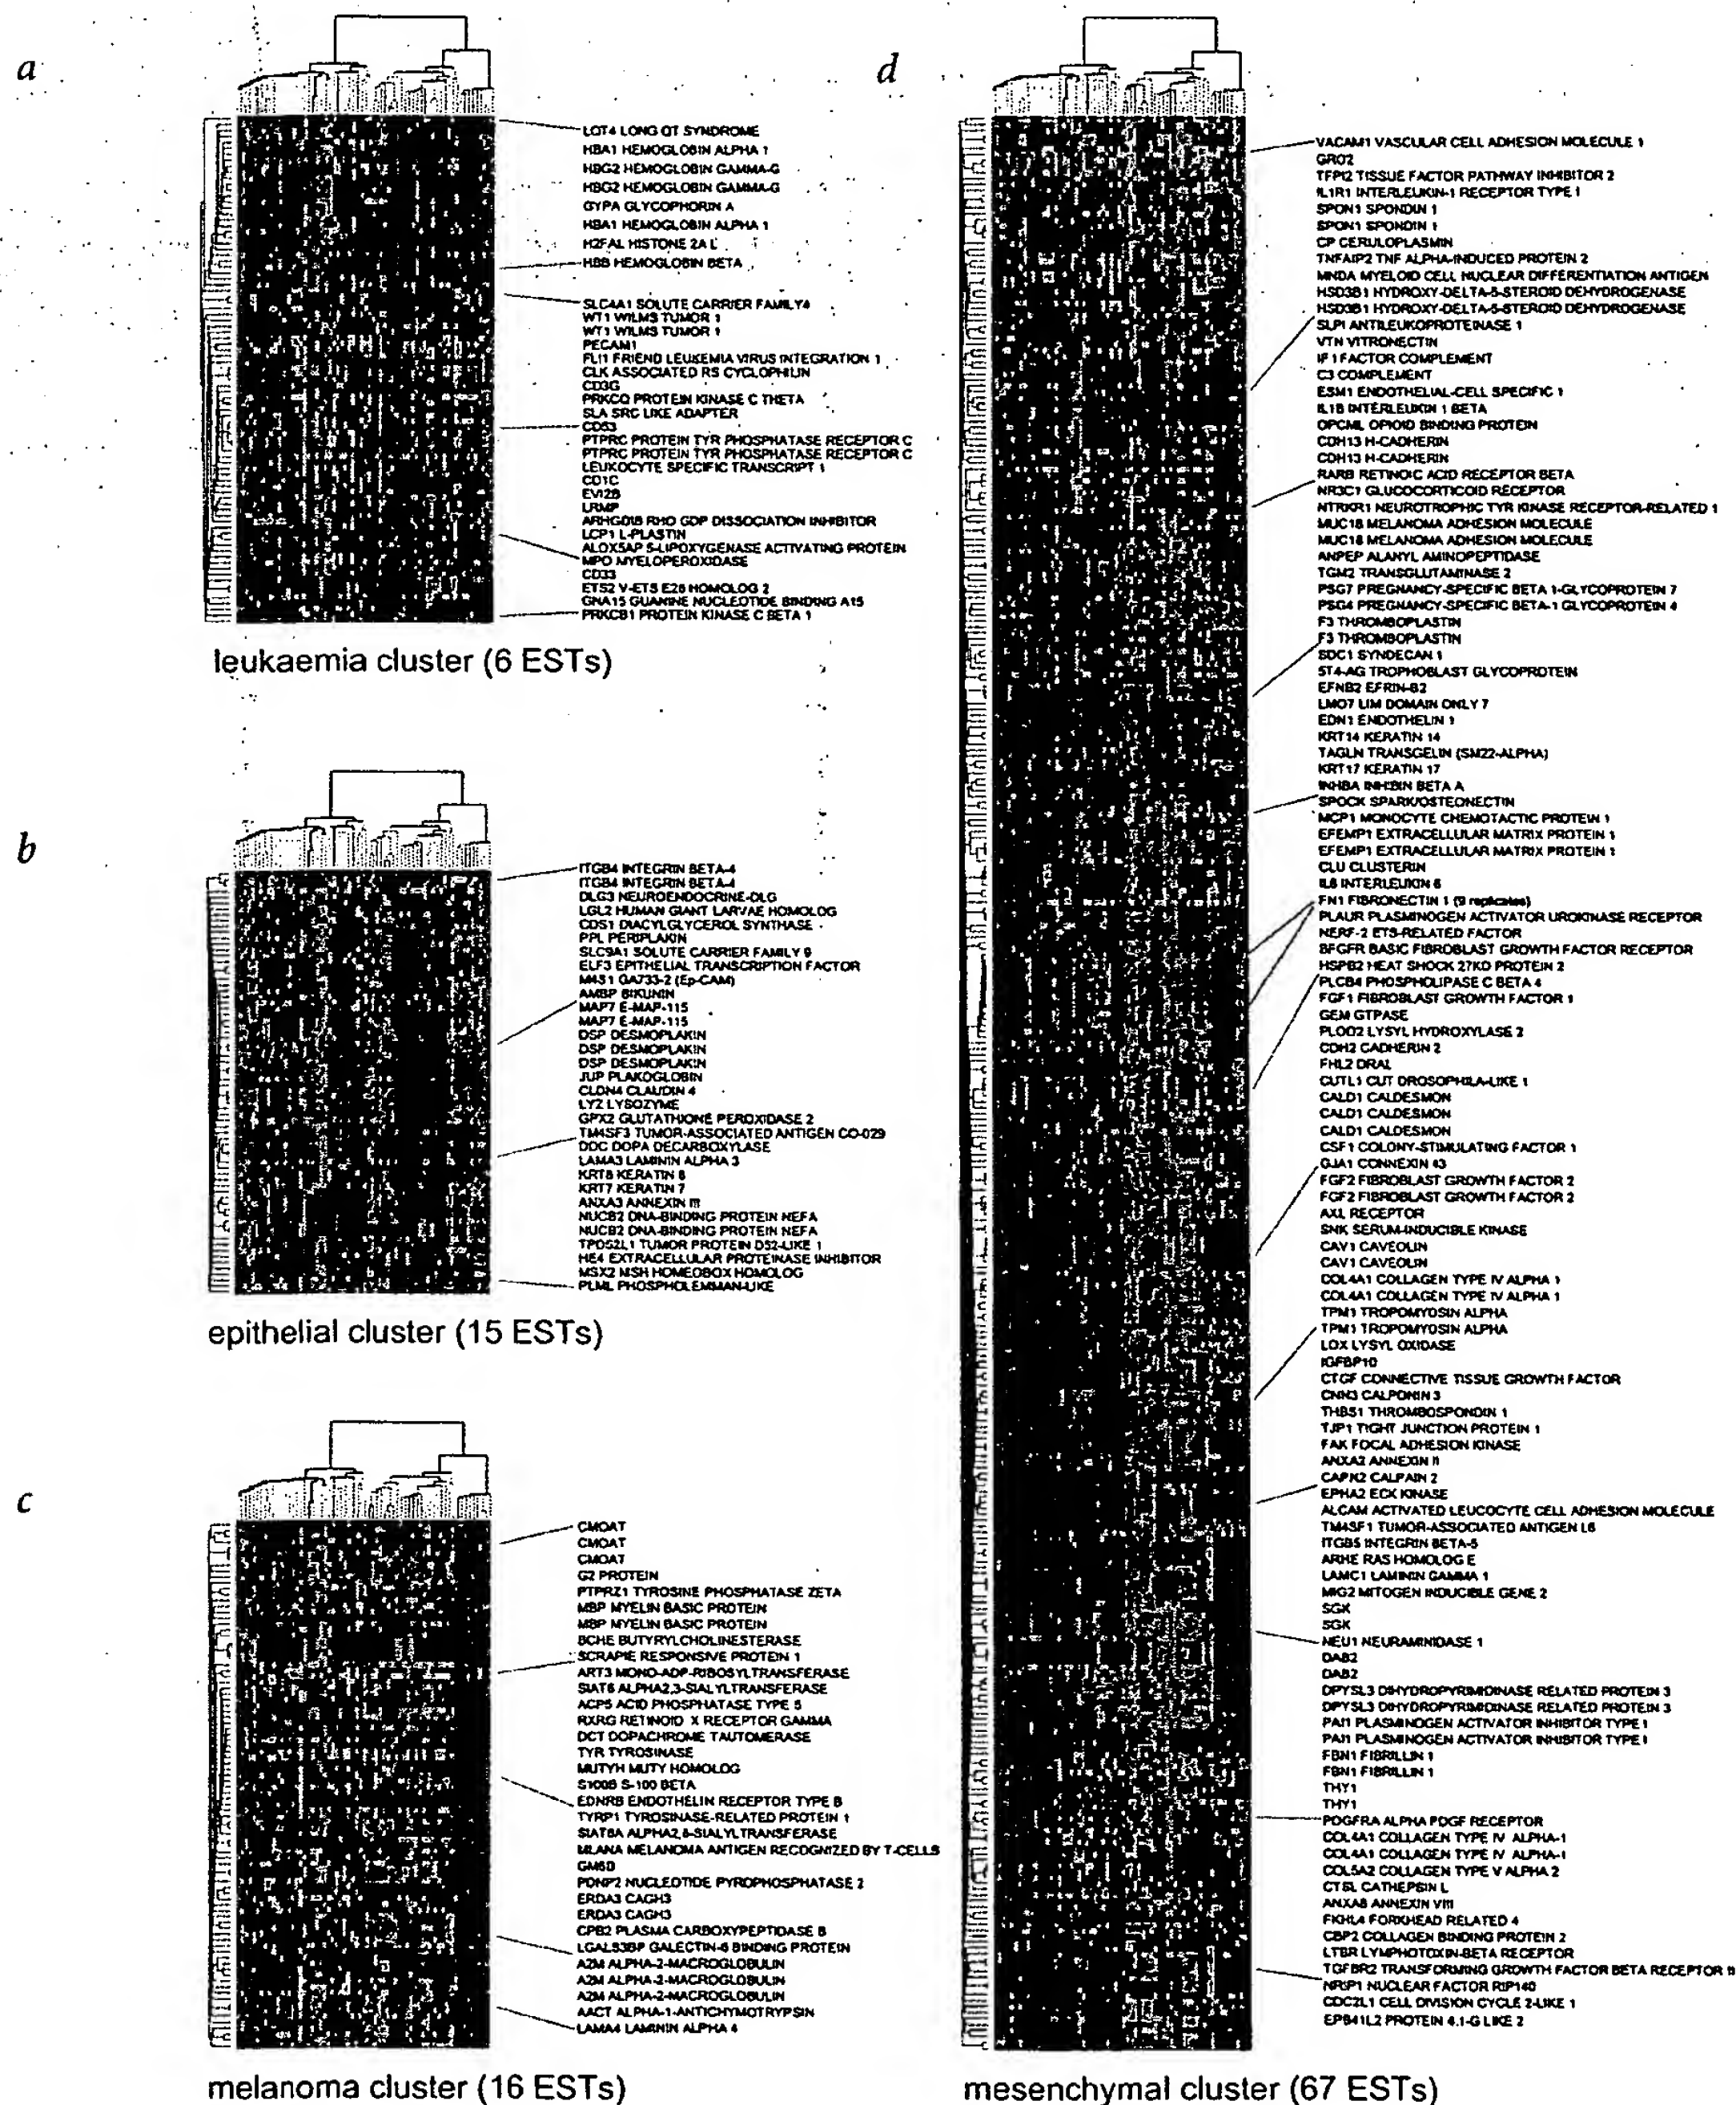 a
LQT4 LONG QT SYNDROME
HBA1 HEMOGLOBIN ALPHA 1
HBG2 HEMOGLOBIN GAMMA-G
HBG2 HEMOGLOBIN GAMMA-G
GYPA GLYCOPHORIN A
HBA1 HEMOGLOBIN ALPHA 1
H2FAL HISTONE 2A L
HBB HEMOGLOBIN BETA
SLC4A1 SOLUTE CARRIER FAMILY4
WT1 WILMS TUMOR 1
WT1 WILMS TUMOR 1
PECAM1
FLI1 FRIEND LEUKEMIA VIRUS INTEGRATION 1
CLK ASSOCIATED RS CYCLOPHILIN
CD3G
PRKCQ PROTEIN KINASE C THETA
SLA SRC LIKE ADAPTER
CD53
PTPRC PROTEIN TYR PHOSPHATASE RECEPTOR C
PTPRC PROTEIN TYR PHOSPHATASE RECEPTOR C
LEUKOCYTE SPECIFIC TRANSCRIPT 1
CD1C
EVI2B
LRMP
ARHGDIB RHO GDP DISSOCIATION INHIBITOR
LCP1 L-PLASTIN
ALOX5AP 5-LIPOXYGENASE ACTIVATING PROTEIN
MPO MYELOPEROXIDASE
CD33
ETS2 V-ETS E26 HOMOLOG 2
GNA15 GUANINE NUCLEOTIDE BINDING A15
PRKCB1 PROTEIN KINASE C BETA 1
leukaemia cluster (6 ESTs)
b
ITGB4 INTEGRIN BETA-4
ITGB4 INTEGRIN BETA-4
DLG3 NEUROENDOCRINE-DLG
LGL2 HUMAN GIANT LARVAE HOMOLOG
CDS1 DIACYLGLYCEROL SYNTHASE
PPL PERIPLAKIN
SLC9A1 SOLUTE CARRIER FAMILY 9
ELF3 EPITHELIAL TRANSCRIPTION FACTOR
M4S1 GA733-2 (Ep-CAM)
AMBP BIKUNIN
MAP7 E-MAP-115
MAP7 E-MAP-115
DSP DESMOPLAKIN
DSP DESMOPLAKIN
DSP DESMOPLAKIN
JUP PLAKOGLOBIN
CLDN4 CLAUDIN 4
LYZ LYSOZYME
GPX2 GLUTATHIONE PEROXIDASE 2
TM4SF3 TUMOR-ASSOCIATED ANTIGEN CO-029
DDC DOPA DECARBOXYLASE
LAMA3 LAMININ ALPHA 3
KRT8 KERATIN 8
KRT7 KERATIN 7
ANXA3 ANNEXIN III
NUCB2 DNA-BINDING PROTEIN NEFA
NUCB2 DNA-BINDING PROTEIN NEFA
TPD52L1 TUMOR PROTEIN D52-LIKE 1
HE4 EXTRACELLULAR PROTEINASE INHIBITOR
MSX2 MSH HOMEOBOX HOMOLOG
PLML PHOSPHOLEMMAN-LIKE
epithelial cluster (15 ESTs)
c
CMOAT
CMOAT
CMOAT
G2 PROTEIN
PTPRZ1 TYROSINE PHOSPHATASE ZETA
MBP MYELIN BASIC PROTEIN
MBP MYELIN BASIC PROTEIN
BCHE BUTYRYLCHOLINESTERASE
SCRAPIE RESPONSIVE PROTEIN 1
ART3 MONO-ADP-RIBOSYLTRANSFERASE
SIAT6 ALPHA2,3-SIALYLTRANSFERASE
ACP5 ACID PHOSPHATASE TYPE 5
RXRG RETINOID X RECEPTOR GAMMA
DCT DOPACHROME TAUTOMERASE
TYR TYROSINASE
MUTYH MUTY HOMOLOG
S100B S-100 BETA
EDNRB ENDOTHELIN RECEPTOR TYPE B
TYRP1 TYROSINASE-RELATED PROTEIN 1
SIAT8A ALPHA2,8-SIALYLTRANSFERASE
MLANA MELANOMA ANTIGEN RECOGNIZED BY T-CELLS
GM6D
PDNP2 NUCLEOTIDE PYROPHOSPHATASE 2
ERDA3 CAGH3
ERDA3 CAGH3
CPB2 PLASMA CARBOXYPEPTIDASE B
LGALS3BP GALECTIN-6 BINDING PROTEIN
A2M ALPHA-2-MACROGLOBULIN
A2M ALPHA-2-MACROGLOBULIN
A2M ALPHA-2-MACROGLOBULIN
AACT ALPHA-1-ANTICHYMOTRYPSIN
LAMA4 LAMININ ALPHA 4
melanoma cluster (16 ESTs)
d
VACAM1 VASCULAR CELL ADHESION MOLECULE 1
GRO2
TFPI2 TISSUE FACTOR PATHWAY INHIBITOR 2
IL1R1 INTERLEUKIN-1 RECEPTOR TYPE I
SPON1 SPONDIN 1
SPON1 SPONDIN 1
CP CERULOPLASMIN
TNFAIP2 TNF ALPHA-INDUCED PROTEIN 2
MNDA MYELOID CELL NUCLEAR DIFFERENTIATION ANTIGEN
HSD3B1 HYDROXY-DELTA-5-STEROID DEHYDROGENASE
HSD3B1 HYDROXY-DELTA-5-STEROID DEHYDROGENASE
SLPI ANTILEUKOPROTEINASE 1
VTN VITRONECTIN
IF 1 FACTOR COMPLEMENT
C3 COMPLEMENT
ESM1 ENDOTHELIAL-CELL SPECIFIC 1
IL1B INTERLEUKIN 1 BETA
OPCML OPIOID BINDING PROTEIN
CDH13 H-CADHERIN
CDH13 H-CADHERIN
RARB RETINOIC ACID RECEPTOR BETA
NR3C1 GLUCOCORTICOID RECEPTOR
NTRKR1 NEUROTROPHIC TYR KINASE RECEPTOR-RELATED 1
MUC18 MELANOMA ADHESION MOLECULE
MUC18 MELANOMA ADHESION MOLECULE
ANPEP ALANYL AMINOPEPTIDASE
TGM2 TRANSGLUTAMINASE 2
PSG7 PREGNANCY-SPECIFIC BETA 1-GLYCOPROTEIN 7
PSG4 PREGNANCY-SPECIFIC BETA-1 GLYCOPROTEIN 4
F3 THROMBOPLASTIN
F3 THROMBOPLASTIN
SDC1 SYNDECAN 1
5T4-AG TROPHOBLAST GLYCOPROTEIN
EFNB2 EFRIN-B2
LMO7 LIM DOMAIN ONLY 7
EDN1 ENDOTHELIN 1
KRT14 KERATIN 14
TAGLN TRANSGELIN (SM22-ALPHA)
KRT17 KERATIN 17
INHBA INHIBIN BETA A
SPOCK SPARK/OSTEONECTIN
MCP1 MONOCYTE CHEMOTACTIC PROTEIN 1
EFEMP1 EXTRACELLULAR MATRIX PROTEIN 1
EFEMP1 EXTRACELLULAR MATRIX PROTEIN 1
CLU CLUSTERIN
IL6 INTERLEUKIN 6
FN1 FIBRONECTIN 1 (9 replicates)
PLAUR PLASMINOGEN ACTIVATOR UROKINASE RECEPTOR
NERF-2 ETS-RELATED FACTOR
BFGFR BASIC FIBROBLAST GROWTH FACTOR RECEPTOR
HSPB2 HEAT SHOCK 27KD PROTEIN 2
PLCB4 PHOSPHOLIPASE C BETA 4
FGF1 FIBROBLAST GROWTH FACTOR 1
GEM GTPASE
PLOD2 LYSYL HYDROXYLASE 2
CDH2 CADHERIN 2
FHL2 DRAL
CUTL1 CUT DROSOPHILA-LIKE 1
CALD1 CALDESMON
CALD1 CALDESMON
CALD1 CALDESMON
CSF1 COLONY-STIMULATING FACTOR 1
GJA1 CONNEXIN 43
FGF2 FIBROBLAST GROWTH FACTOR 2
FGF2 FIBROBLAST GROWTH FACTOR 2
AXL RECEPTOR
SNK SERUM-INDUCIBLE KINASE
CAV1 CAVEOLIN
CAV1 CAVEOLIN
COL4A1 COLLAGEN TYPE IV ALPHA 1
COL4A1 COLLAGEN TYPE IV ALPHA 1
TPM1 TROPOMYOSIN ALPHA
TPM1 TROPOMYOSIN ALPHA
LOX LYSYL OXIDASE
IGFBP10
CTGF CONNECTIVE TISSUE GROWTH FACTOR
CNN3 CALPONIN 3
THBS1 THROMBOSPONDIN 1
TJP1 TIGHT JUNCTION PROTEIN 1
FAK FOCAL ADHESION KINASE
ANXA2 ANNEXIN II
CAPN2 CALPAIN 2
EPHA2 ECK KINASE
ALCAM ACTIVATED LEUCOCYTE CELL ADHESION MOLECULE
TM4SF1 TUMOR-ASSOCIATED ANTIGEN L6
ITGB5 INTEGRIN BETA-5
ARHE RAS HOMOLOG E
LAMC1 LAMININ GAMMA 1
MIG2 MITOGEN INDUCIBLE GENE 2
SGK
SGK
NEU1 NEURAMINIDASE 1
DAB2
DAB2
DPYSL3 DIHYDROPYRIMIDINASE RELATED PROTEIN 3
DPYSL3 DIHYDROPYRIMIDINASE RELATED PROTEIN 3
PAI1 PLASMINOGEN ACTIVATOR INHIBITOR TYPE I
PAI1 PLASMINOGEN ACTIVATOR INHIBITOR TYPE I
FBN1 FIBRILLIN 1
FBN1 FIBRILLIN 1
THY1
THY1
PDGFRA ALPHA PDGF RECEPTOR
COL4A1 COLLAGEN TYPE IV ALPHA-1
COL4A1 COLLAGEN TYPE IV ALPHA-1
COL5A2 COLLAGEN TYPE V ALPHA 2
CTSL CATHEPSIN L
ANXA8 ANNEXIN VIII
FKHL4 FORKHEAD RELATED 4
CBP2 COLLAGEN BINDING PROTEIN 2
LTBR LYMPHOTOXIN-BETA RECEPTOR
TGFBR2 TRANSFORMING GROWTH FACTOR BETA RECEPTOR II
NRIP1 NUCLEAR FACTOR RIP140
CDC2L1 CELL DIVISION CYCLE 2-LIKE 1
EPB41L2 PROTEIN 4.1-G LIKE 2
mesenchymal cluster (67 ESTs)